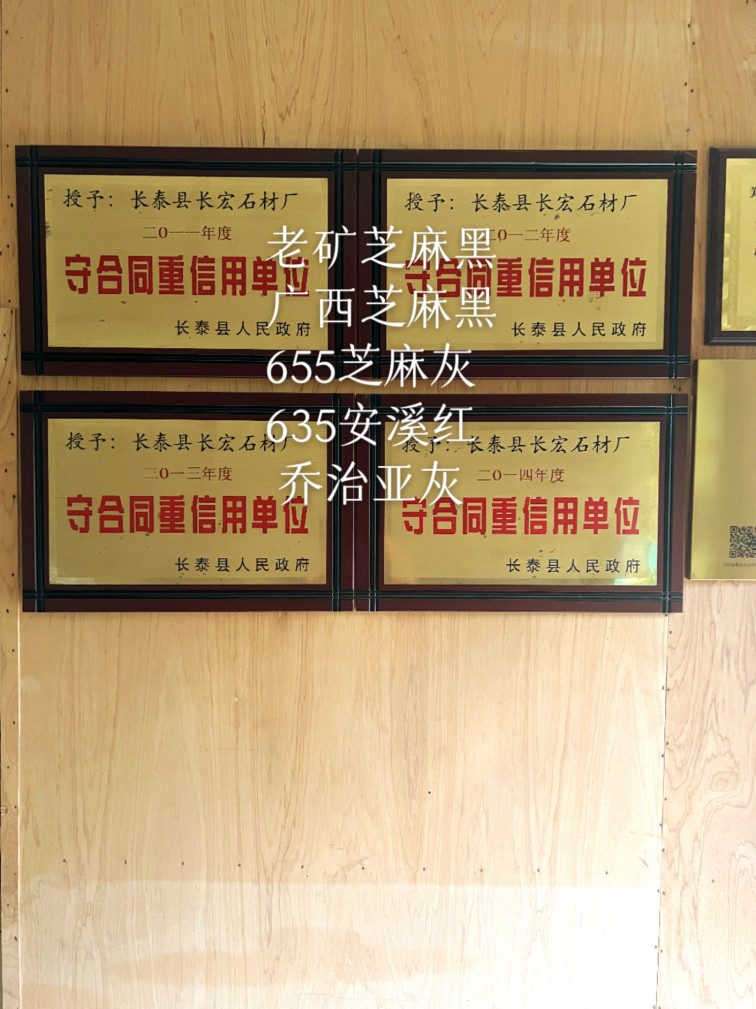 授予：长泰县长宏石材厂
二0一一年度
守合同重信用单位
长泰县人民政府
授予：长泰县长宏石材厂
二0一二年度
守合同重信用单位
长泰县人民政府
授予：长泰县长宏石材厂
二0一三年度
守合同重信用单位
长泰县人民政府
授予：长泰县长宏石材厂
二0一四年度
守合同重信用单位
长泰县人民政府
老矿芝麻黑
广西芝麻黑
655芝麻灰
635安溪红
乔治亚灰